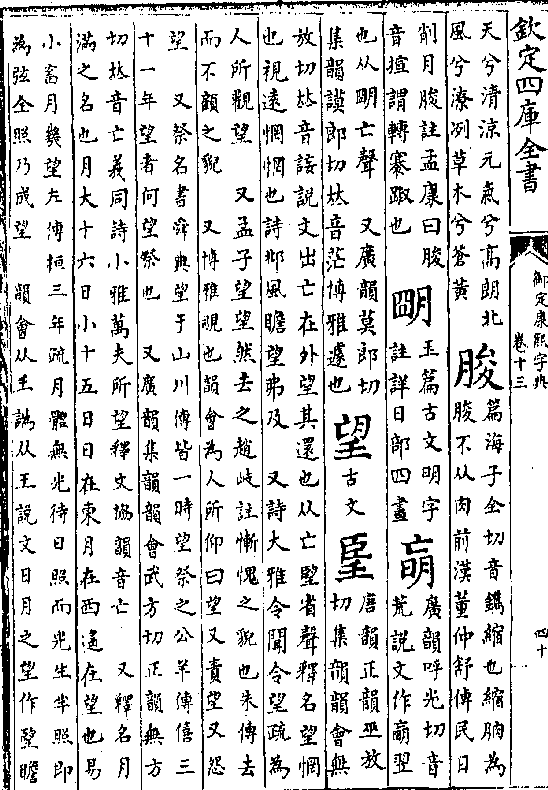 欽定四庫全書
御定康熙字典
卷十三
四十
天兮清涼元氣兮高朗北
風兮潦冽草木兮蒼黃
朘
篇海子全切音鐫縮也縮朒為
朘不从肉前漢董仲舒傳民日
削月朘註孟康曰朘
音揎謂轉褰踧也
朙
玉篇古文明字
註詳日部四畫
朚
廣韻呼光切音
荒說文作䀮翌
也从明亡聲　又廣韻莫郎切
集韻謨郎切𠀤音茫博雅遽也
望
古文
𦣠
唐韻正韻巫放
切集韻韻會無
放切𠀤音䛃說文出亡在外望其還也从亡朢省聲釋名望惘
也視遠惘惘也詩鄘風瞻望弗及　又詩大雅令聞令望疏為
人所觀望　又孟子望望然去之趙岐註慚愧之貌也朱傳去
而不顧之貌　又博雅覗也韻會為人所仰曰望又責望又怨
望　又祭名書舜典望于山川傳皆一時望祭之公羊傳僖三
十一年望者何望祭也　又廣韻集韻韻會武方切正韻無方
切𠀤音亡義同詩小雅萬夫所望釋文協韻音亡　又釋名月
滿之名也月大十六日小十五日日在東月在西遙在望也易
小畜月幾望左傳桓三年疏月體無光待日照而光生半照即
為弦全照乃成望　韻會从𡈼譌从王說文日月之望作朢瞻